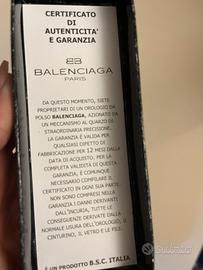 CERTIFICATO
DI
AUTENTICITA'
E GARANZIA
BB
BALENCIAGA
PARIS
DA QUESTO MOMENTO, SIETE
PROPRIETARI DI UN OROLOGIO DA
POLSO BALENCIAGA, AZIONATO DA
UN MECCANISMO AL QUARZO DI
STRAORDINARIA PRECISIONE.
LA GARANZIA È VALIDA PER
QUALSIASI DIFETTO DI
FABBRICAZIONE PER 12 MESI DALLA
DATA DI ACQUISTO, PER LA
COMPLETA VALIDITÀ DI QUESTA
GARANZIA, È COMUNQUE
NECESSARIO COMPILARE IL
CERTIFICATO IN OGNI SUA PARTE.
NON SONO COMPRESI NELLA
GARANZIA I DANNI DERIVANTI
DALL'INCURIA, TUTTE LE
CONSEGUENZE DERIVATE DALLA
NORMALE USURA DELL'OROLOGIO, IL
CINTURINO, IL VETRO E LE PILE.
È UN PRODOTTO B.S.C. ITALIA
subito